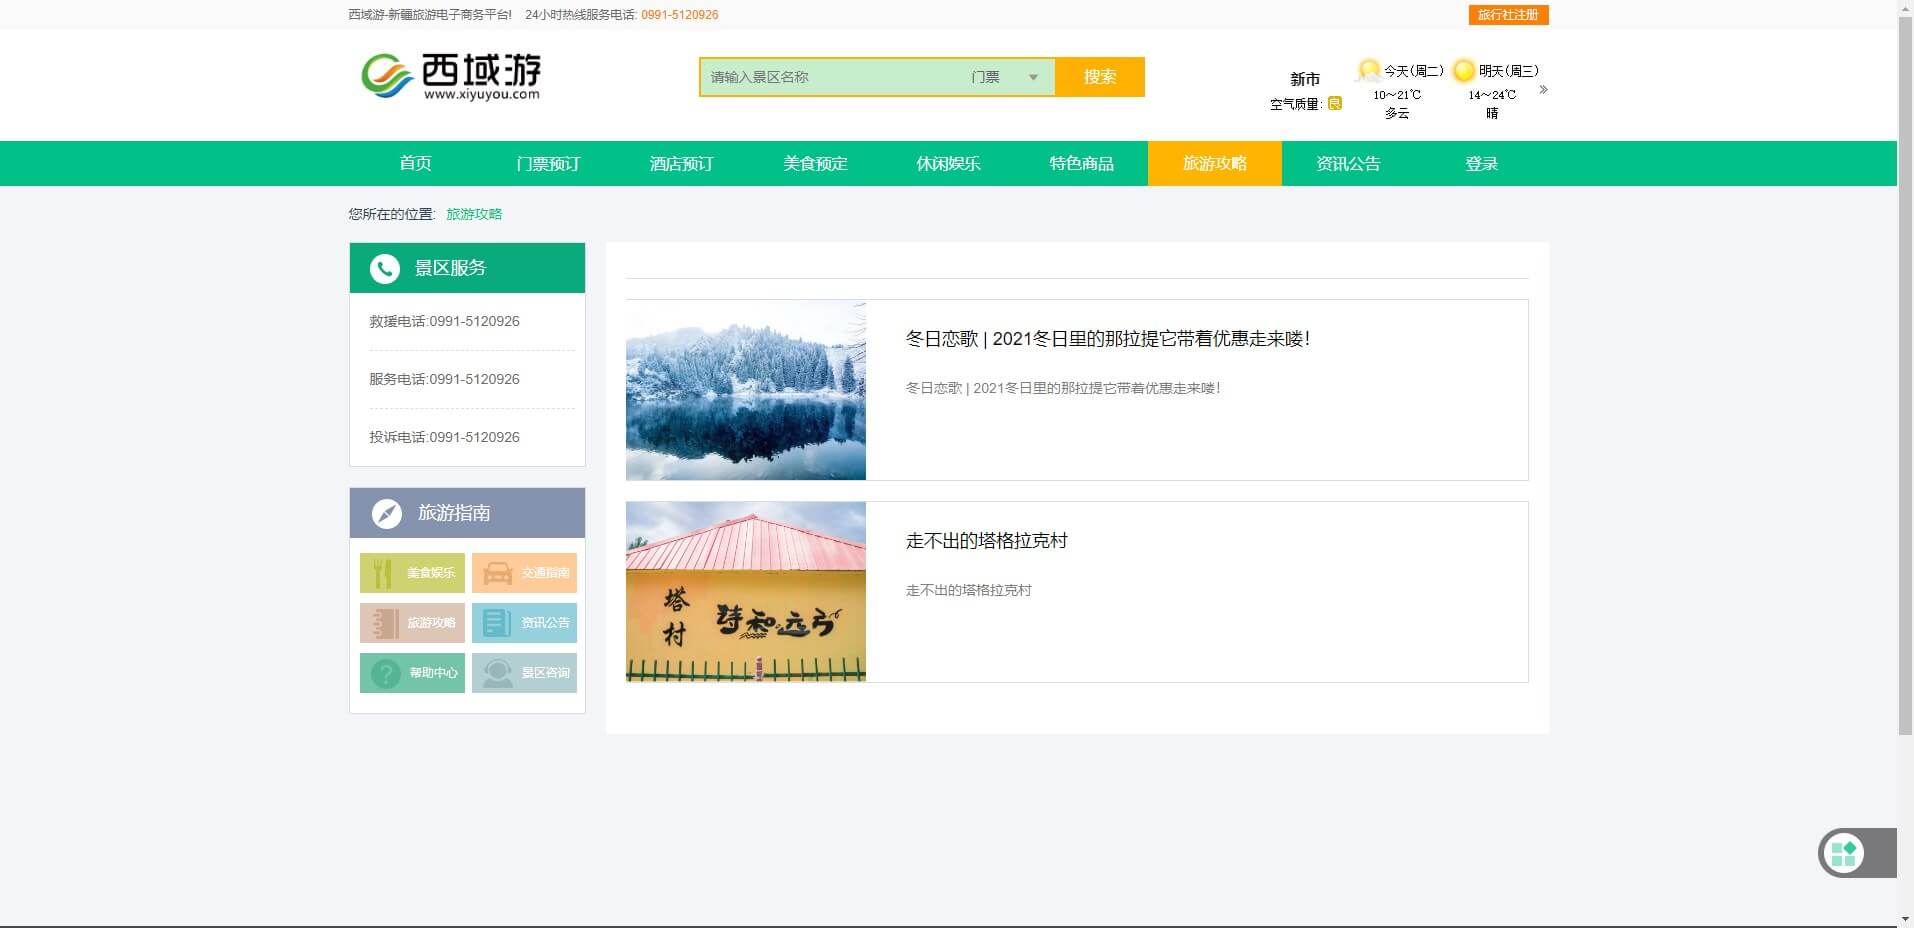 西域游-新疆旅游电子商务平台! 24小时热线服务电话: 0991-5120926
旅行社注册
西域游
www.xiyuyou.com
请输入景区名称 门票 搜索
新市
空气质量: 良
今天(周二)
10～21℃
多云
明天(周三)
14～24℃
晴
»
首页 门票预订 酒店预订 美食预定 休闲娱乐 特色商品 旅游攻略 资讯公告 登录
您所在的位置: 旅游攻略
景区服务
救援电话:0991-5120926
服务电话:0991-5120926
投诉电话:0991-5120926
旅游指南
美食娱乐 交通指南
旅游攻略 资讯公告
帮助中心 景区咨询
冬日恋歌 | 2021冬日里的那拉提它带着优惠走来喽!
冬日恋歌 | 2021冬日里的那拉提它带着优惠走来喽!
塔村
诗和远方
走不出的塔格拉克村
走不出的塔格拉克村